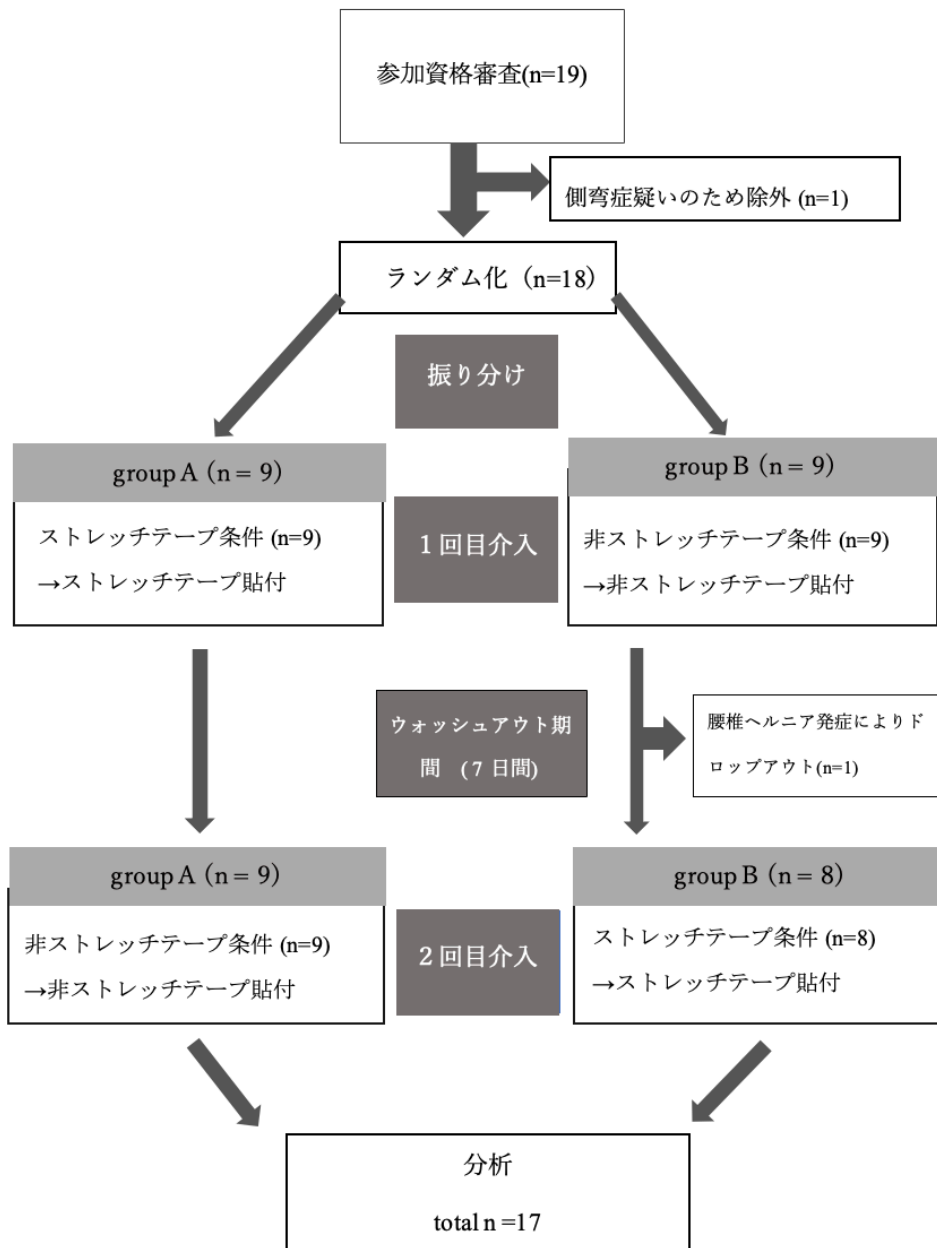 参加資格審査(n=19)
側弯症疑いのため除外 (n=1)
ランダム化（n=18）
振り分け
group A（n = 9）
group B（n = 9）
ストレッチテープ条件 (n=9)
→ストレッチテープ貼付
1 回目介入
非ストレッチテープ条件 (n=9)
→非ストレッチテープ貼付
ウォッシュアウト期
間　( 7 日間)
腰椎ヘルニア発症によりド
ロップアウト(n=1)
group A（n = 9）
group B（n = 8）
非ストレッチテープ条件 (n=9)
→非ストレッチテープ貼付
2 回目介入
ストレッチテープ条件 (n=8)
→ストレッチテープ貼付
分析
total n =17